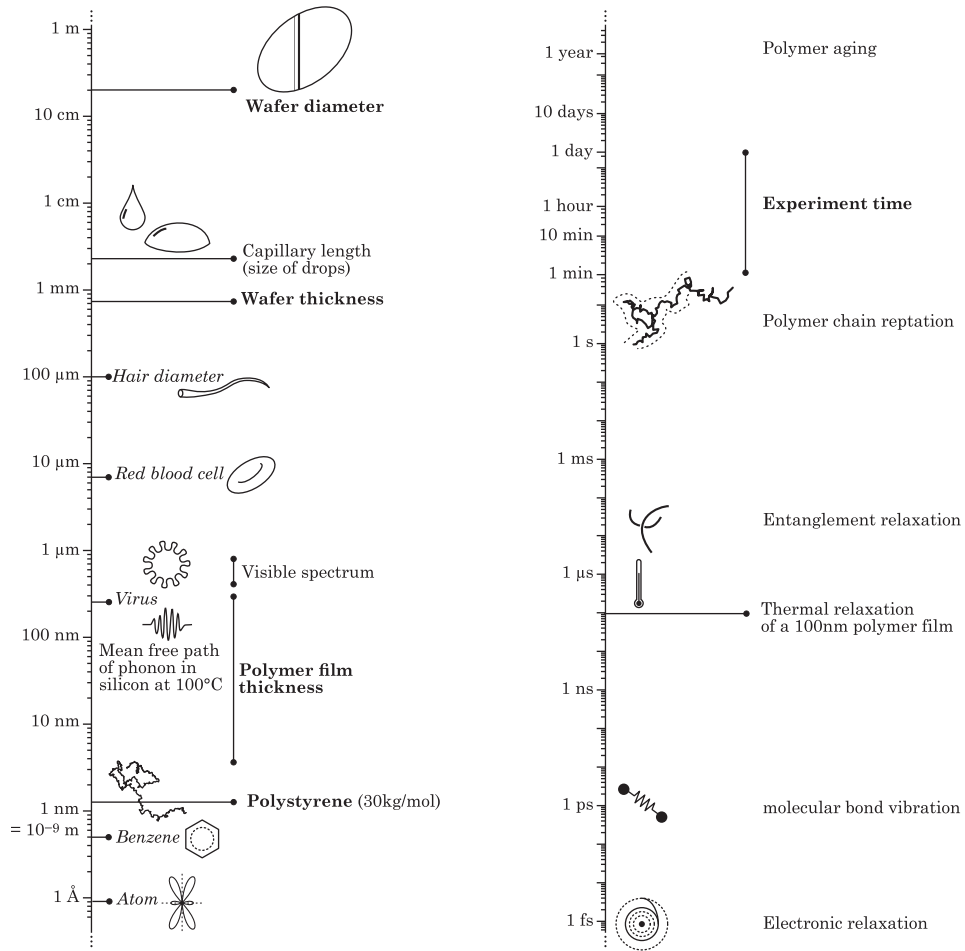 1 m
Wafer diameter
10 cm
1 cm
Capillary length
(size of drops)
1 mm
Wafer thickness
100 µm
Hair diameter
10 µm
Red blood cell
1 µm
Visible spectrum
Virus
100 nm
Mean free path
of phonon in
silicon at 100°C
Polymer film
thickness
10 nm
Polystyrene (30kg/mol)
1 nm
= 10⁻⁹ m
Benzene
1 Å
Atom
1 year
Polymer aging
10 days
1 day
1 hour
Experiment time
10 min
1 min
Polymer chain reptation
1 s
1 ms
Entanglement relaxation
1 µs
Thermal relaxation
of a 100nm polymer film
1 ns
1 ps
molecular bond vibration
1 fs
Electronic relaxation